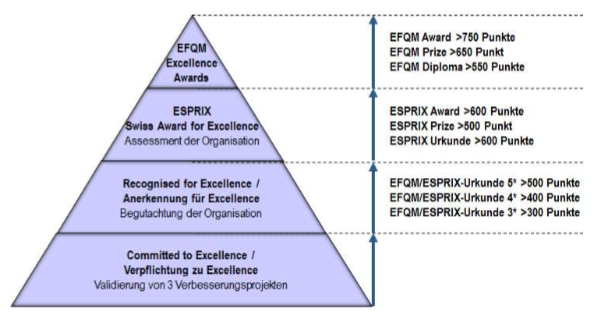 EFQM
Excellence
Awards
EFQM Award >750 Punkte
EFQM Prize >650 Punkt
EFQM Diploma >550 Punkte
ESPRIX
Swiss Award for Excellence
Assessment der Organisation
ESPRIX Award >600 Punkte
ESPRIX Prize >500 Punkt
ESPRIX Urkunde >600 Punkte
Recognised for Excellence /
Anerkennung für Excellence
Begutachtung der Organisation
EFQM/ESPRIX-Urkunde 5* >500 Punkte
EFQM/ESPRIX-Urkunde 4* >400 Punkte
EFQM/ESPRIX-Urkunde 3* >300 Punkte
Committed to Excellence /
Verpflichtung zu Excellence
Validierung von 3 Verbesserungsprojekten